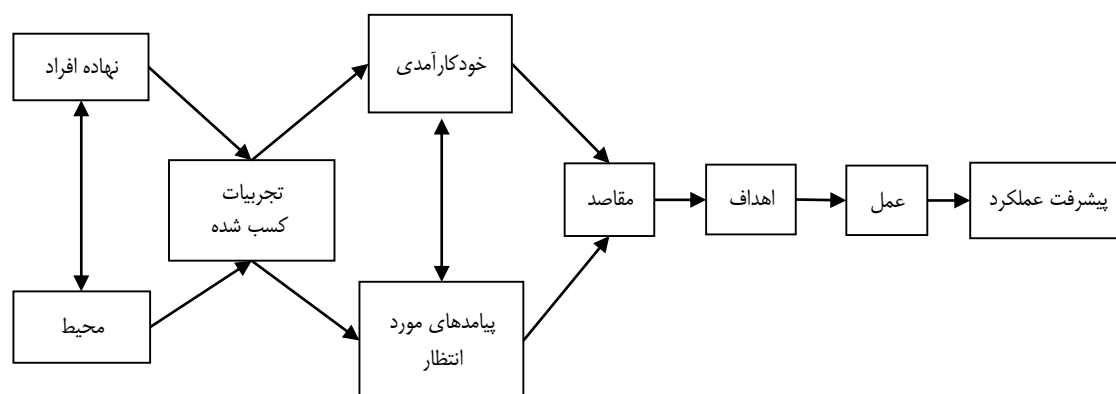 نهاده افراد
محیط
تجربیات
کسب شده
خودکارآمدی
پیامدهای مورد
انتظار
مقاصد
اهداف
عمل
پیشرفت عملکرد